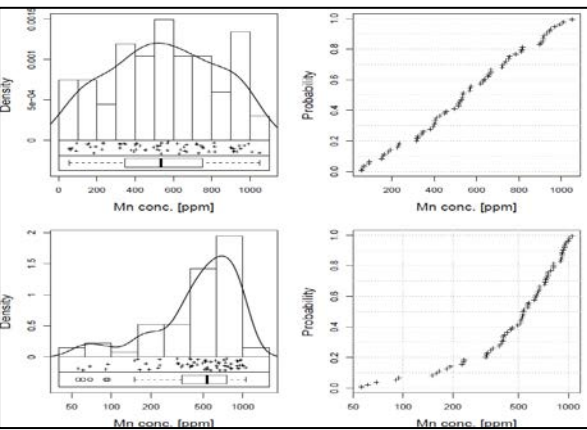 Density
0 5e-04 0.001 0.0015
0 200 400 600 800 1000
Mn conc. [ppm]
Probability
0.0 0.2 0.4 0.6 0.8 1.0
200 400 600 800 1000
Mn conc. [ppm]
Density
0 0.5 1 1.5 2
50 100 200 500 1000
Mn conc. [ppm]
Probability
0.0 0.2 0.4 0.6 0.8 1.0
50 100 500 1000
Mn conc. [ppm]